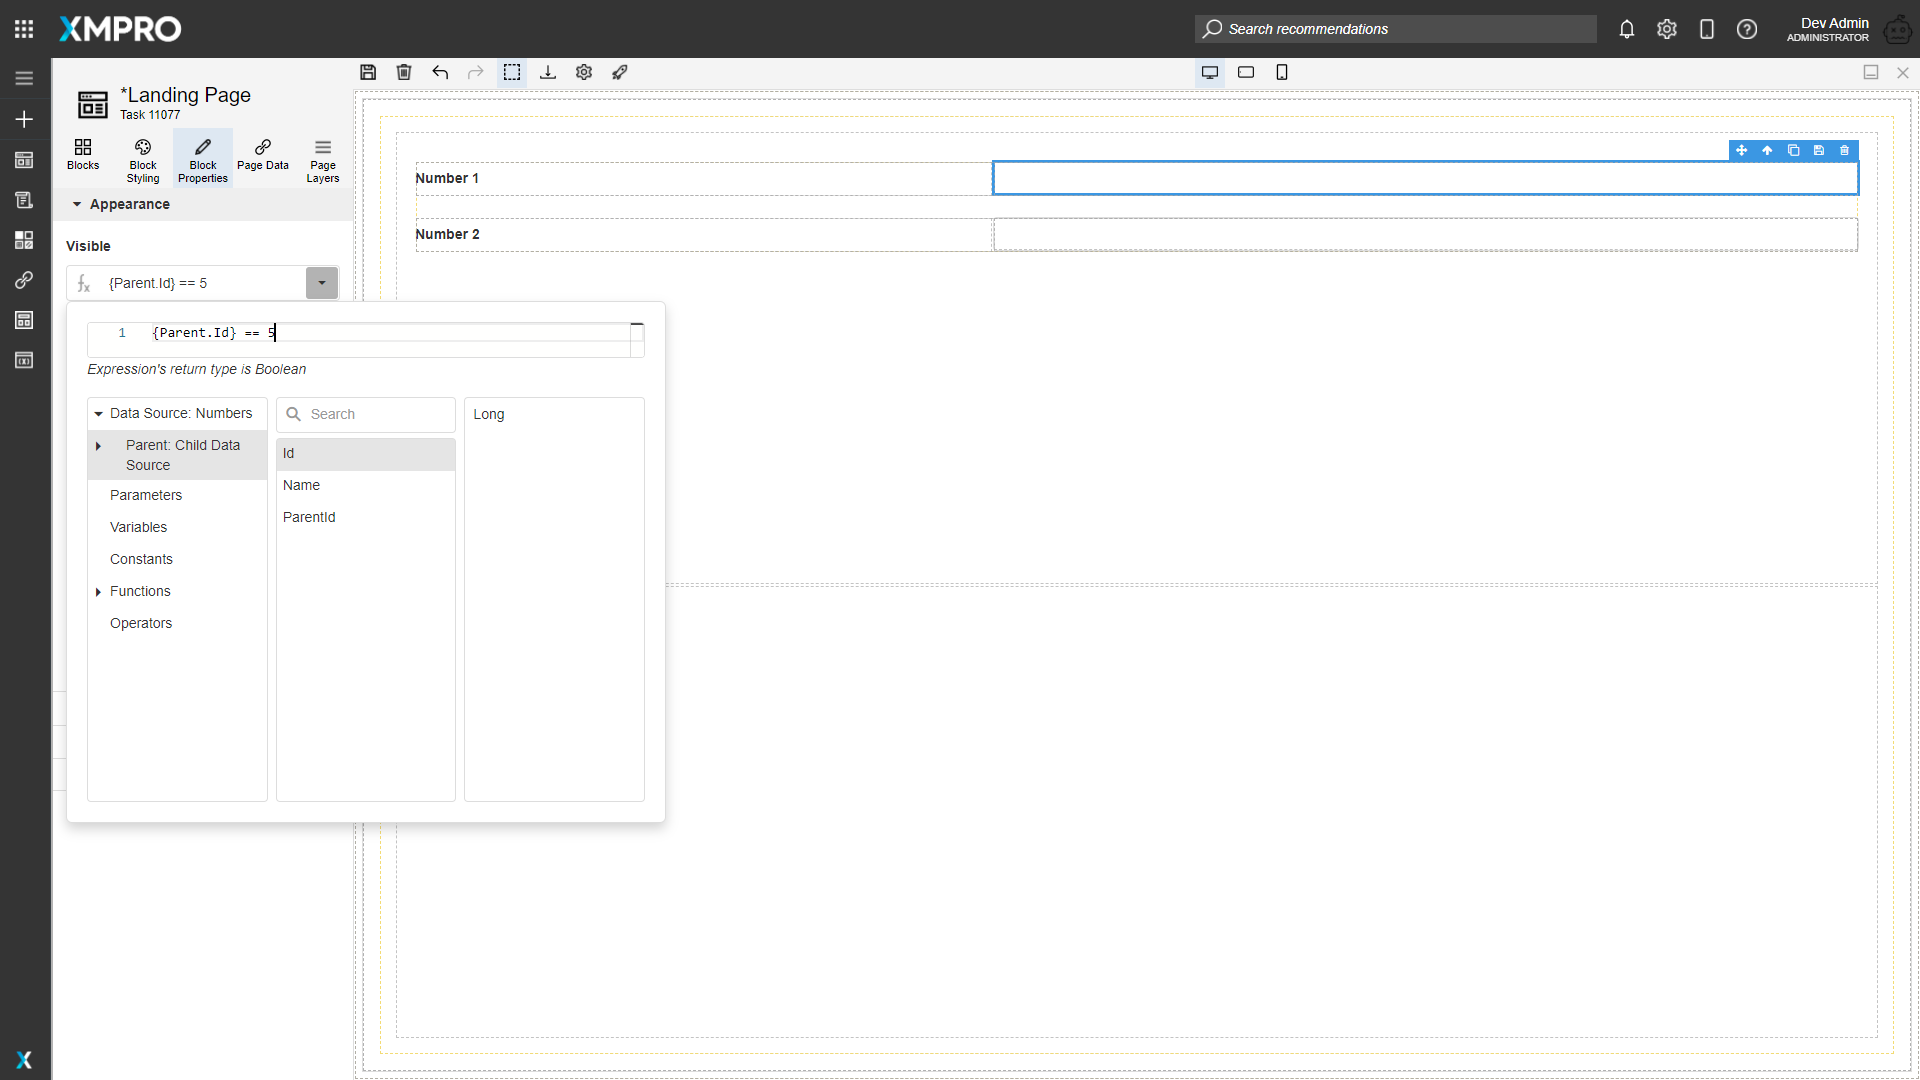 XMPRO
Search recommendations
Dev Admin
ADMINISTRATOR
*Landing Page
Task 11077
Blocks
Block Styling
Block Properties
Page Data
Page Layers
Appearance
Visible
fx {Parent.Id} == 5
1 {Parent.Id} == 5
Expression's return type is Boolean
Data Source: Numbers
Parent: Child Data
Source
Parameters
Variables
Constants
Functions
Operators
Search
Id
Name
ParentId
Long
Number 1
Number 2